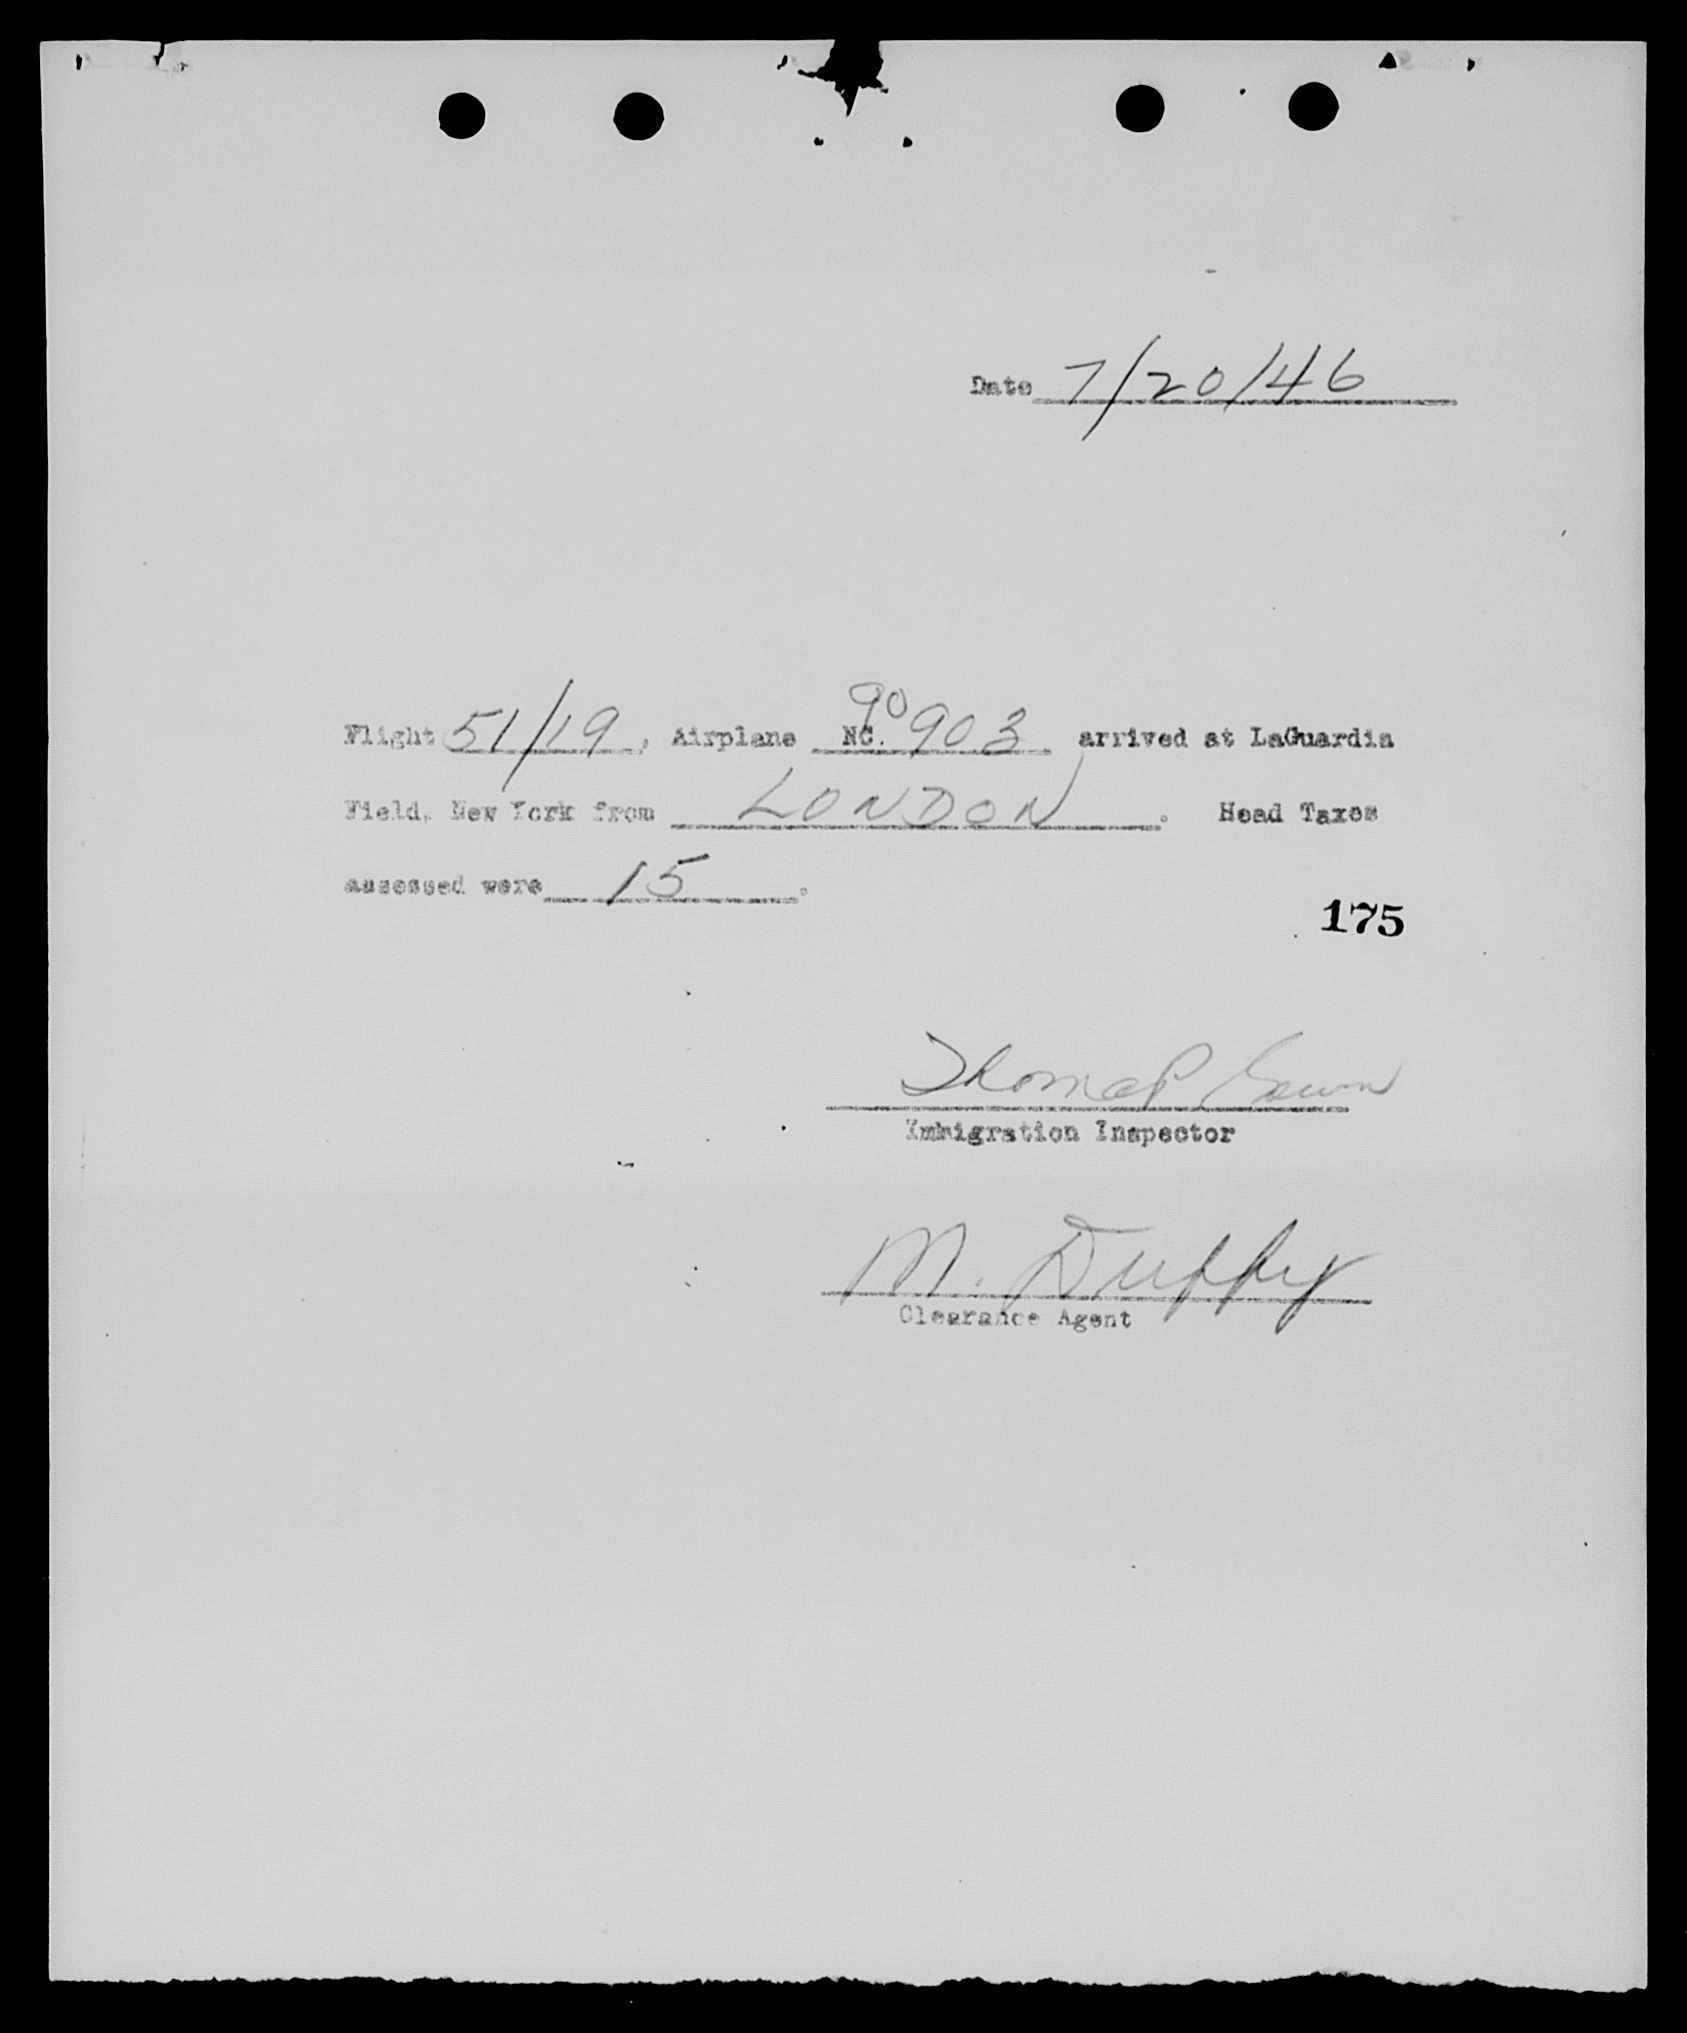 Date 7/20/46
Flight 51/19, Airplane NC. 90903 arrived at LaGuardia
Field, New York from LONDON. Head Taxes
assessed were 15.
175
Thomas
Immigration Inspector
M. Duffy
Clearance Agent